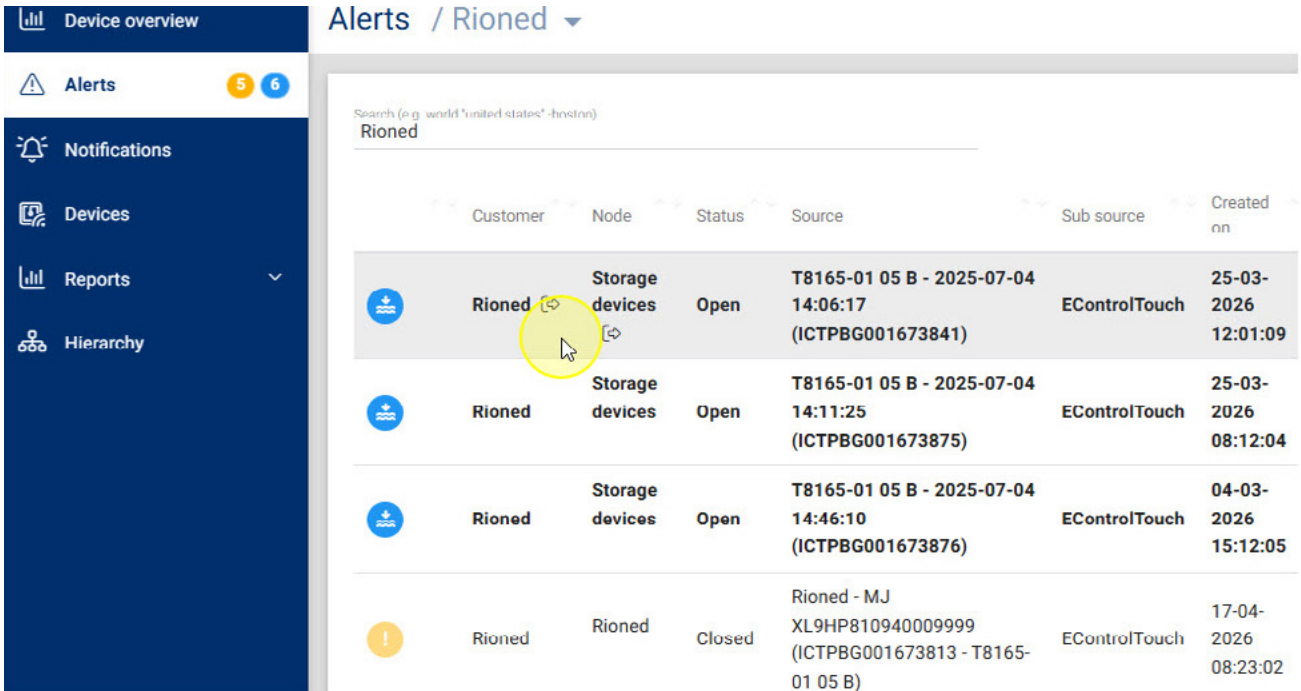 Device overview
Alerts / Rioned
Alerts 5 6
Search (e.g. world "united states" -boston)
Rioned
Notifications
Devices
Reports
Hierarchy
Customer Node Status Source Sub source Created on
Rioned
Storage
devices
Open
T8165-01 05 B - 2025-07-04
14:06:17
(ICTPBG001673841)
EControlTouch
25-03-
2026
12:01:09
Rioned
Storage
devices
Open
T8165-01 05 B - 2025-07-04
14:11:25
(ICTPBG001673875)
EControlTouch
25-03-
2026
08:12:04
Rioned
Storage
devices
Open
T8165-01 05 B - 2025-07-04
14:46:10
(ICTPBG001673876)
EControlTouch
04-03-
2026
15:12:05
Rioned
Rioned
Closed
Rioned - MJ
XL9HP810940009999
(ICTPBG001673813 - T8165-
01 05 B)
EControlTouch
17-04-
2026
08:23:02